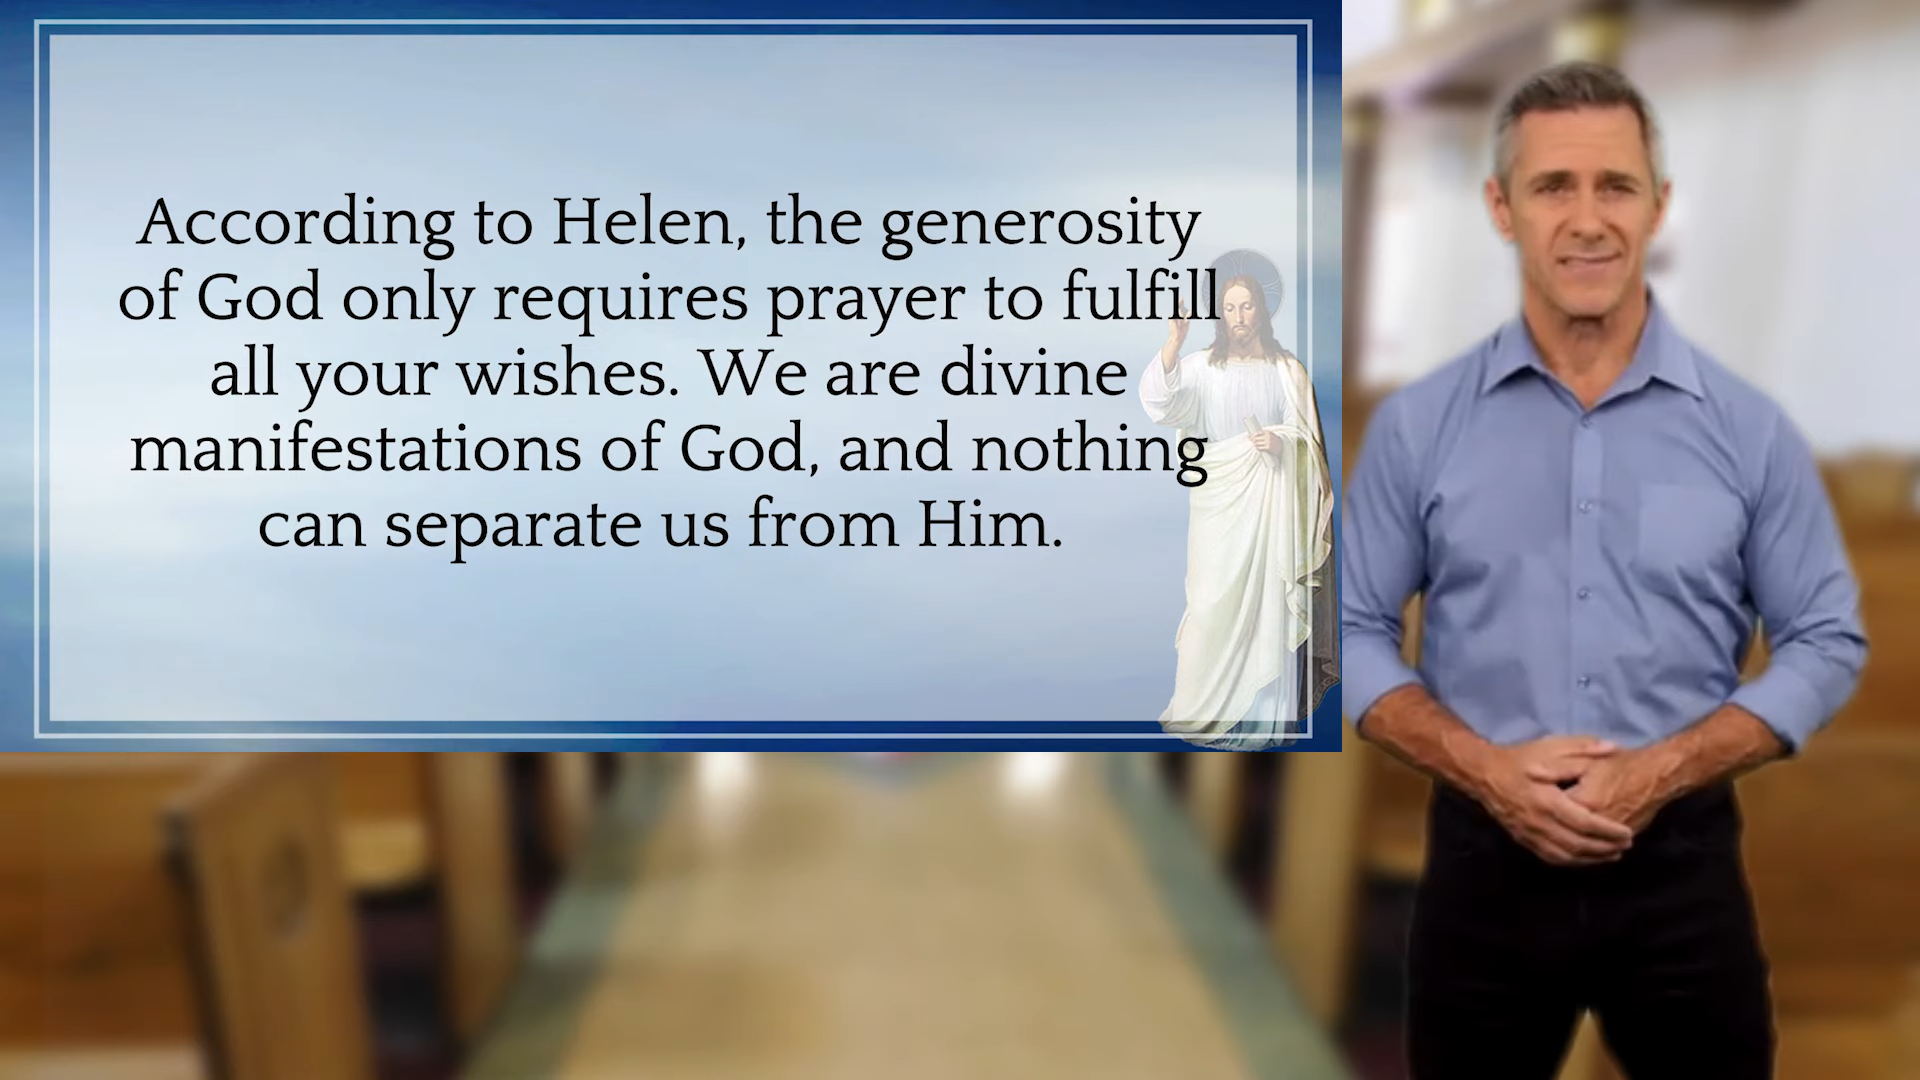 According to Helen, the generosity
of God only requires prayer to fulfill
all your wishes. We are divine
manifestations of God, and nothing
can separate us from Him.